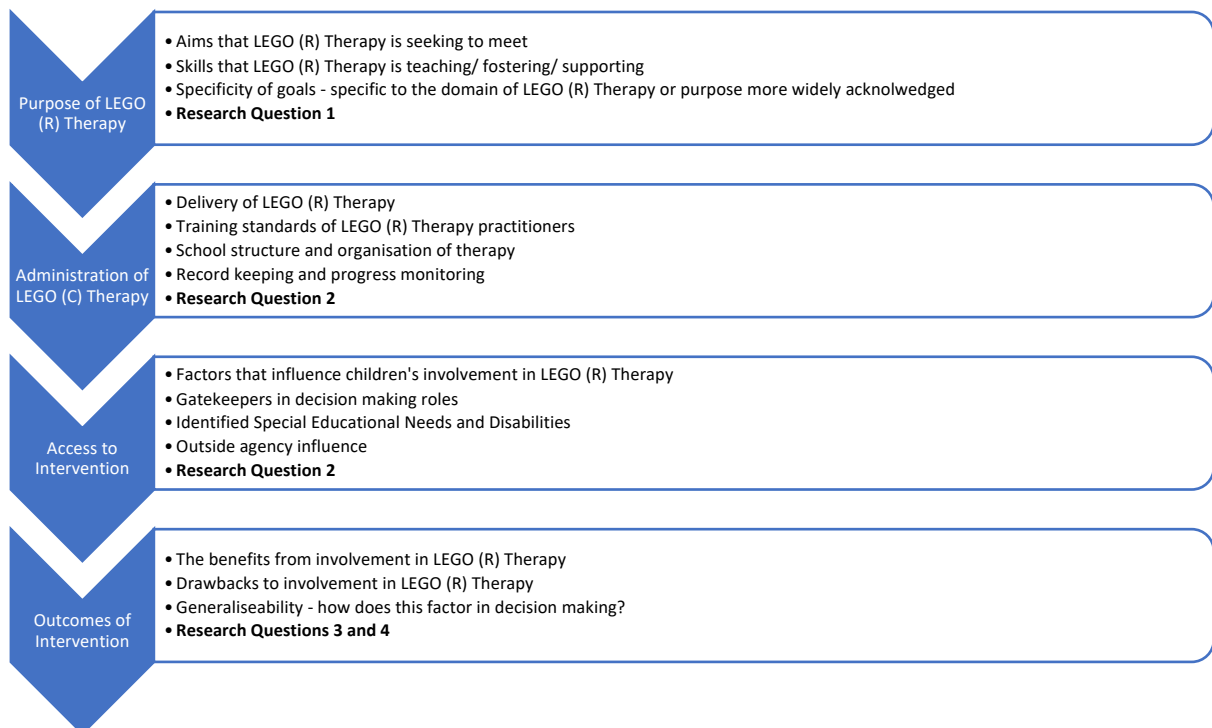 Purpose of LEGO
(R) Therapy
• Aims that LEGO (R) Therapy is seeking to meet
• Skills that LEGO (R) Therapy is teaching/ fostering/ supporting
• Specificity of goals - specific to the domain of LEGO (R) Therapy or purpose more widely acknolwedged
• Research Question 1
Administration of
LEGO (C) Therapy
• Delivery of LEGO (R) Therapy
• Training standards of LEGO (R) Therapy practitioners
• School structure and organisation of therapy
• Record keeping and progress monitoring
• Research Question 2
Access to
Intervention
• Factors that influence children's involvement in LEGO (R) Therapy
• Gatekeepers in decision making roles
• Identified Special Educational Needs and Disabilities
• Outside agency influence
• Research Question 2
Outcomes of
Intervention
• The benefits from involvement in LEGO (R) Therapy
• Drawbacks to involvement in LEGO (R) Therapy
• Generaliseability - how does this factor in decision making?
• Research Questions 3 and 4